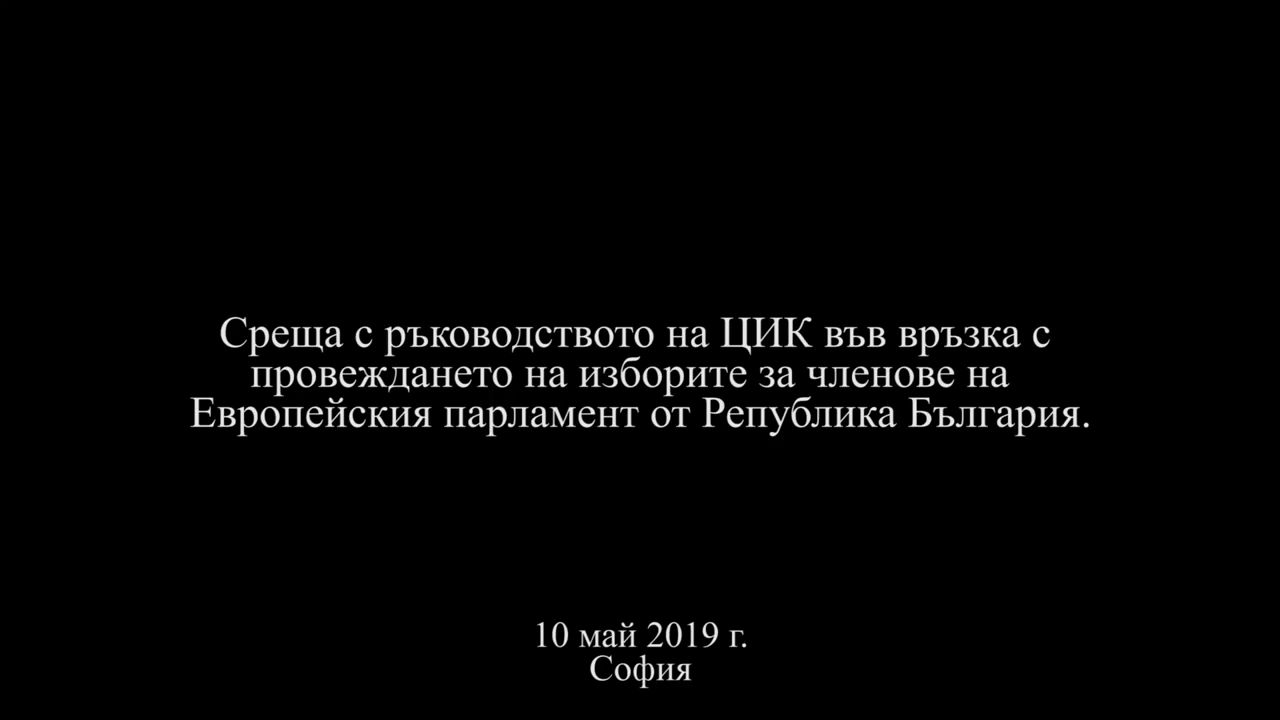 Среща с ръководството на ЦИК във връзка с
провеждането на изборите за членове на
Европейския парламент от Република България.
10 май 2019 г.
София